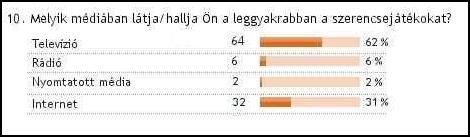 10. Melyik médiában látja/hallja Ön a leggyakrabban a szerencsejátékokat?
Televízió 64 62 %
Rádió 6 6 %
Nyomtatott média 2 2 %
Internet 32 31 %